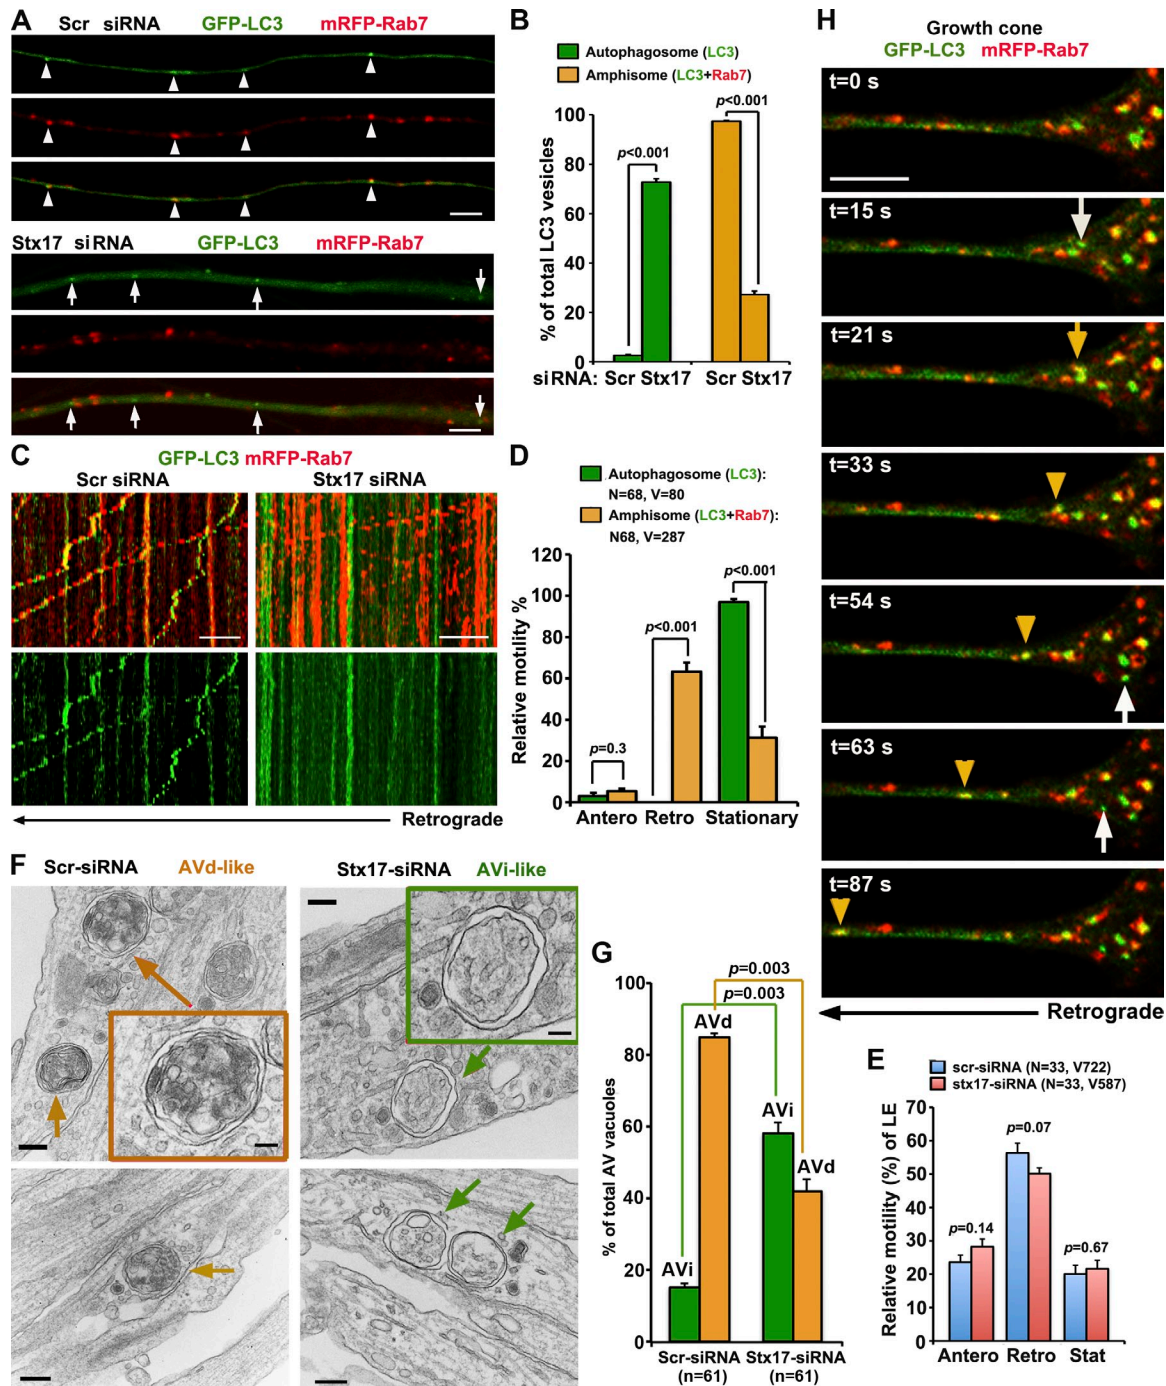 A
Scr siRNA GFP-LC3 mRFP-Rab7
Stx17 siRNA GFP-LC3 mRFP-Rab7
B
Autophagosome (LC3)
Amphisome (LC3+Rab7)
% of total LC3 vesicles
100
80
60
40
20
0
p<0.001
p<0.001
siRNA: Scr Stx17 Scr Stx17
C
GFP-LC3 mRFP-Rab7
Scr siRNA Stx17 siRNA
Retrograde
D
Autophagosome (LC3):
N=68, V=80
Amphisome (LC3+Rab7):
N68, V=287
Relative motility %
120
100
80
60
40
20
0
p=0.3
p<0.001
p<0.001
Antero Retro Stationary
H
Growth cone
GFP-LC3 mRFP-Rab7
t=0 s
t=15 s
t=21 s
t=33 s
t=54 s
t=63 s
t=87 s
Retrograde
F
Scr-siRNA AVd-like
Stx17-siRNA AVi-like
G
% of total AV vacuoles
100
80
60
40
20
0
p=0.003
p=0.003
AVi
AVd
AVi
AVd
Scr-siRNA Stx17-siRNA
(n=61) (n=61)
E
scr-siRNA (N=33, V722)
stx17-siRNA (N=33, V587)
Relative motility (%) of LE
70
60
50
40
30
20
10
0
p=0.14
p=0.07
p=0.67
Antero Retro Stat